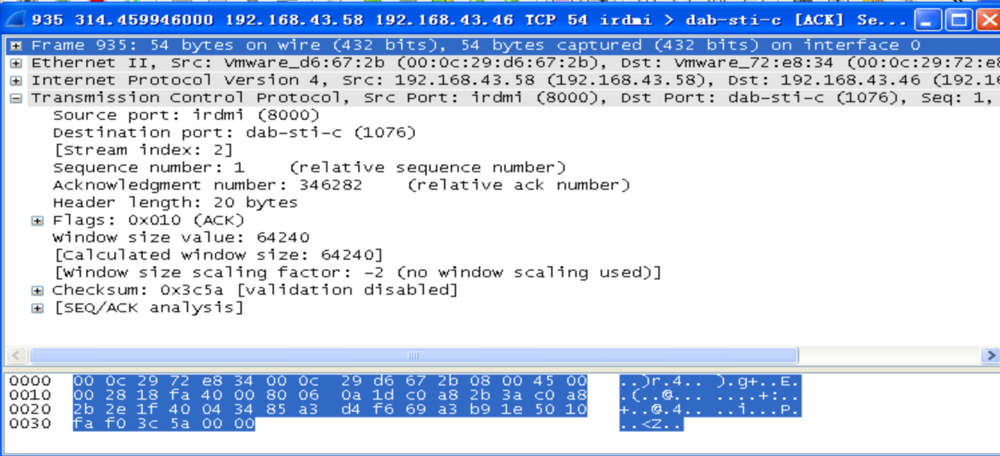 935 314.459946000 192.168.43.58 192.168.43.46 TCP 54 irdmi > dab-sti-c [ACK] Se...
Frame 935: 54 bytes on wire (432 bits), 54 bytes captured (432 bits) on interface 0
Ethernet II, Src: Vmware_d6:67:2b (00:0c:29:d6:67:2b), Dst: Vmware_72:e8:34 (00:0c:29:72:e8
Internet Protocol Version 4, Src: 192.168.43.58 (192.168.43.58), Dst: 192.168.43.46 (192.16
Transmission Control Protocol, Src Port: irdmi (8000), Dst Port: dab-sti-c (1076), Seq: 1,
Source port: irdmi (8000)
Destination port: dab-sti-c (1076)
[Stream index: 2]
Sequence number: 1 (relative sequence number)
Acknowledgment number: 346282 (relative ack number)
Header length: 20 bytes
Flags: 0x010 (ACK)
Window size value: 64240
[Calculated window size: 64240]
[Window size scaling factor: -2 (no window scaling used)]
Checksum: 0x3c5a [validation disabled]
[SEQ/ACK analysis]
0000 00 0c 29 72 e8 34 00 0c 29 d6 67 2b 08 00 45 00 ..)r.4.. ).g+..E.
0010 00 28 18 fa 40 00 80 06 0a 1d c0 a8 2b 3a c0 a8 .(..@... ....+:..
0020 2b 2e 1f 40 04 34 85 a3 d4 f6 69 a3 b9 1e 50 10 +..@.4.. ..i...P.
0030 fa f0 3c 5a 00 00 ..<Z..